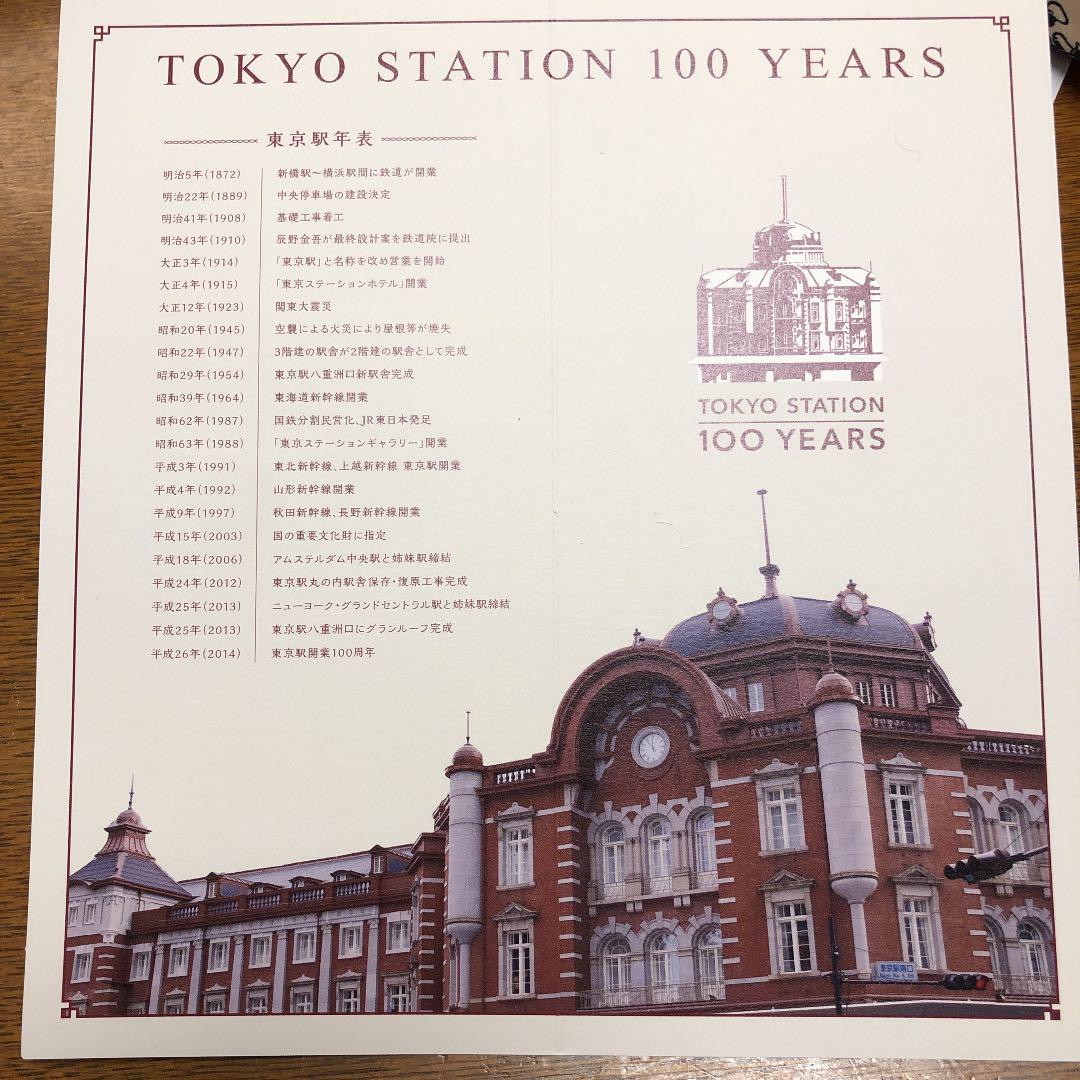 TOKYO STATION 100 YEARS
東京駅年表
明治5年(1872) 新橋駅〜横浜駅間に鉄道が開業
明治22年(1889) 中央停車場の建設決定
明治41年(1908) 基礎工事着工
明治43年(1910) 辰野金吾が最終設計案を鉄道院に提出
大正3年(1914) 「東京駅」と名称を改め営業を開始
大正4年(1915) 「東京ステーションホテル」開業
大正12年(1923) 関東大震災
昭和20年(1945) 空襲による火災により屋根等が焼失
昭和22年(1947) 3階建の駅舎が2階建の駅舎として完成
昭和29年(1954) 東京駅八重洲口新駅舎完成
昭和39年(1964) 東海道新幹線開業
昭和62年(1987) 国鉄分割民営化、JR東日本発足
昭和63年(1988) 「東京ステーションギャラリー」開業
平成3年(1991) 東北新幹線、上越新幹線 東京駅開業
平成4年(1992) 山形新幹線開業
平成9年(1997) 秋田新幹線、長野新幹線開業
平成15年(2003) 国の重要文化財に指定
平成18年(2006) アムステルダム中央駅と姉妹駅締結
平成24年(2012) 東京駅丸の内駅舎保存・復原工事完成
平成25年(2013) ニューヨーク・グランドセントラル駅と姉妹駅締結
平成25年(2013) 東京駅八重洲口にグランルーフ完成
平成26年(2014) 東京駅開業100周年
TOKYO STATION
100 YEARS
東京駅南口